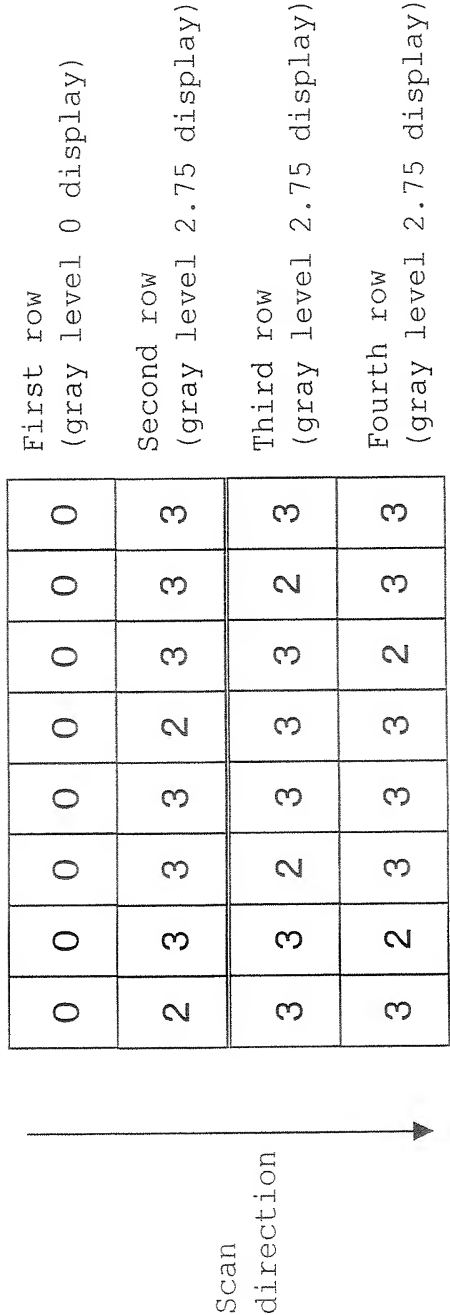 Scan
direction
0 0 0 0 0 0 0 0
First row
(gray level 0 display)
2 3 3 3 2 3 3 3
Second row
(gray level 2.75 display)
3 3 2 3 3 3 2 3
Third row
(gray level 2.75 display)
3 2 3 3 3 2 3 3
Fourth row
(gray level 2.75 display)